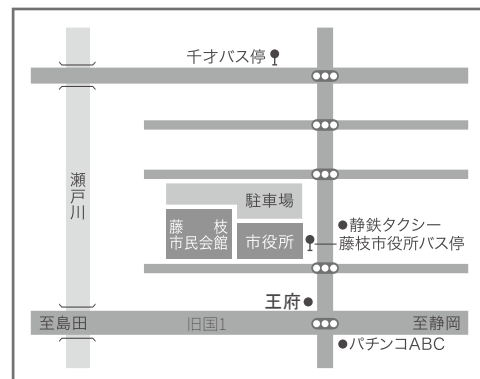 千才バス停
瀬戸川
駐車場
藤枝
市民会館
市役所
静鉄タクシー
藤枝市役所バス停
王府
至島田
旧国1
至静岡
パチンコABC